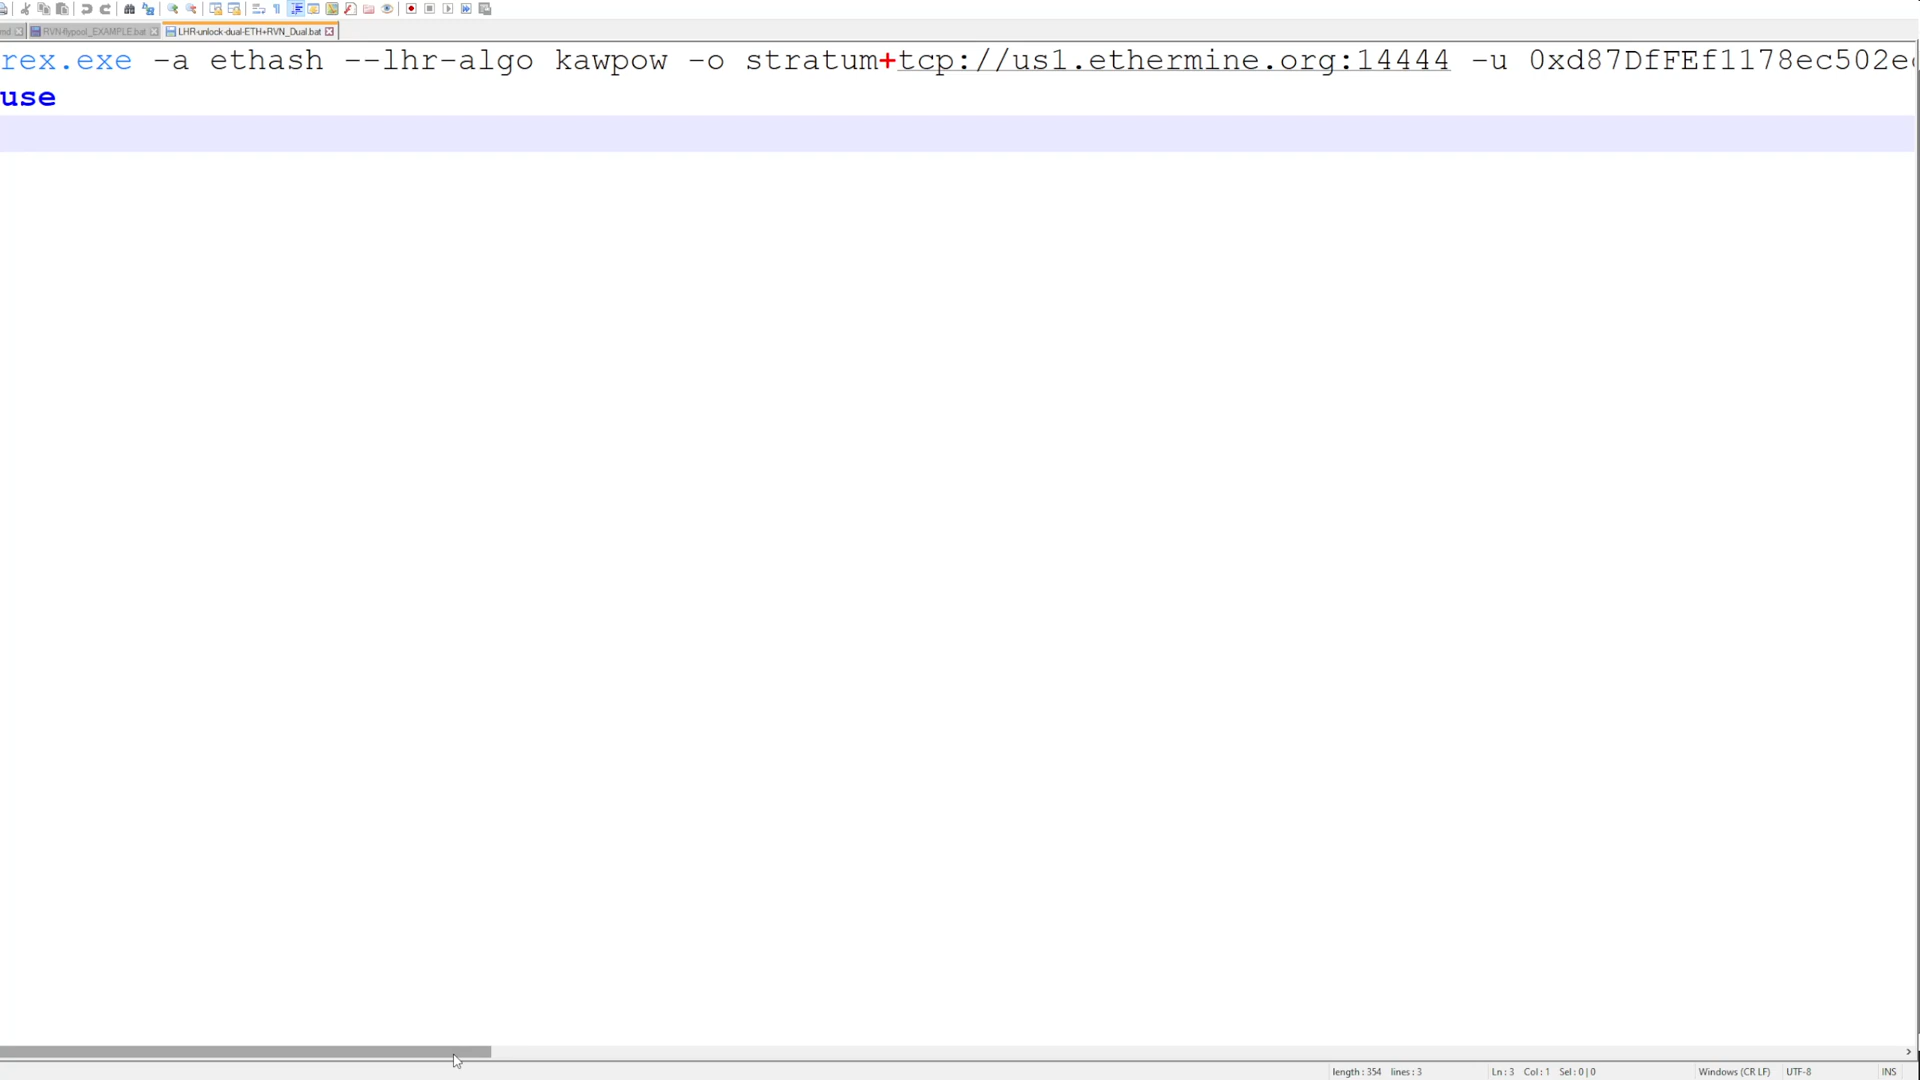 RVN-flypool_EXAMPLE.bat LHR-unlock-dual-ETH+RVN_Dual.bat
rex.exe -a ethash --lhr-algo kawpow -o stratum+tcp://us1.ethermine.org:14444 -u 0xd87DfFEf1178ec502e
use
length : 354 lines : 3 Ln : 3 Col : 1 Sel : 0 | 0 Windows (CR LF) UTF-8 INS